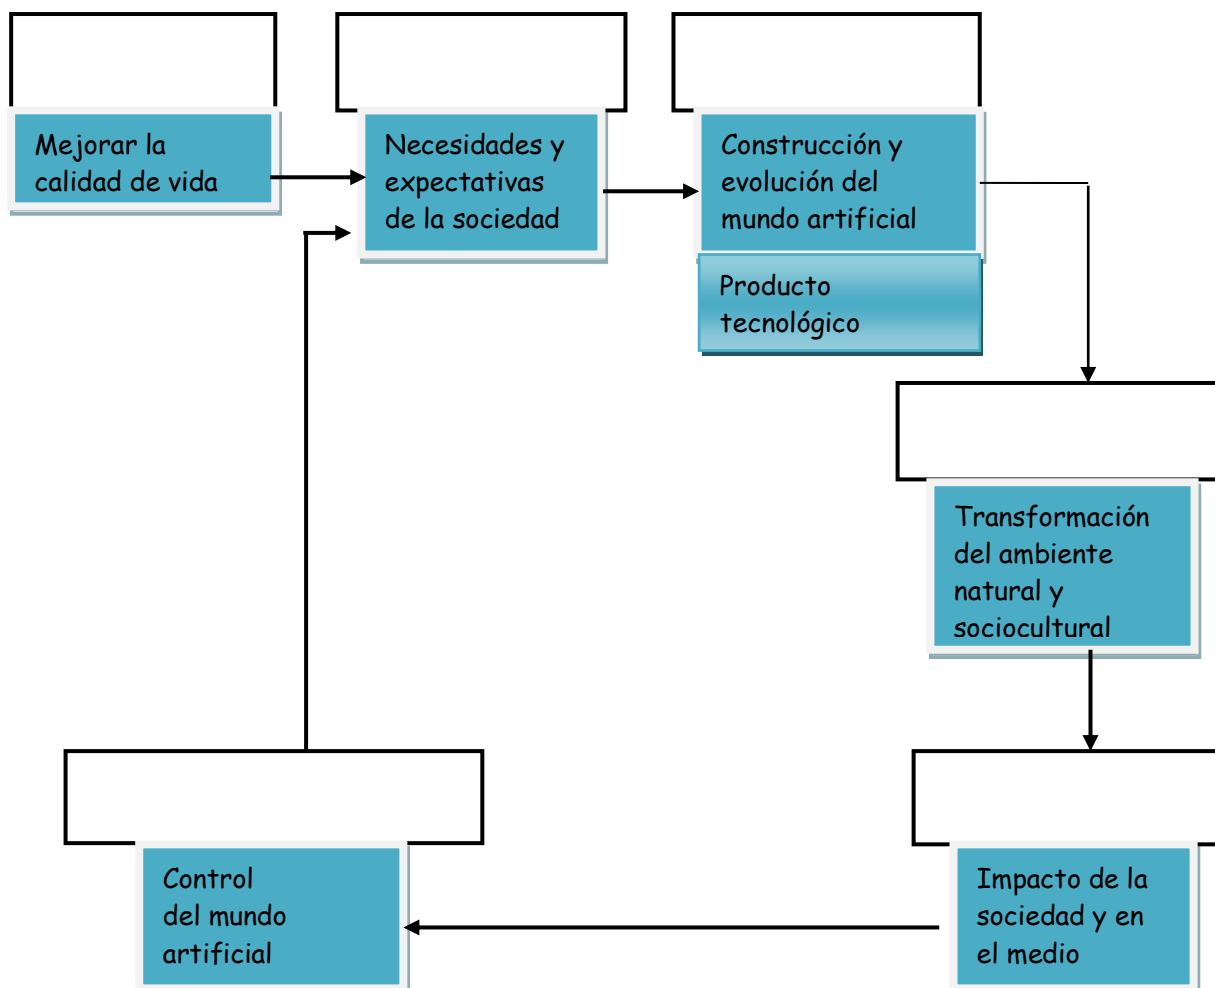 Mejorar la
calidad de vida
Necesidades y
expectativas
de la sociedad
Construcción y
evolución del
mundo artificial
Producto
tecnológico
Transformación
del ambiente
natural y
sociocultural
Impacto de la
sociedad y en
el medio
Control
del mundo
artificial